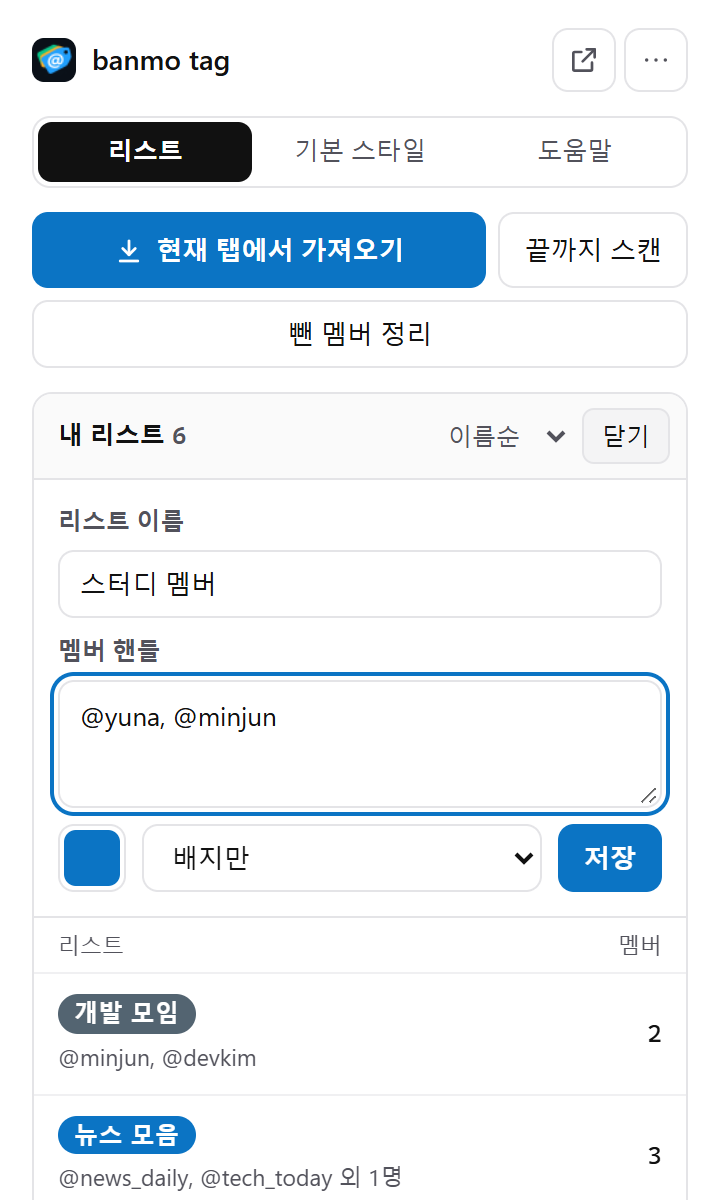 banmo tag
리스트 기본 스타일 도움말
현재 탭에서 가져오기 끝까지 스캔
뺀 멤버 정리
내 리스트 6 이름순 닫기
리스트 이름
스터디 멤버
멤버 핸들
@yuna, @minjun
배지만 저장
리스트 멤버
개발 모임
2
@minjun, @devkim
뉴스 모음
3
@news_daily, @tech_today 외 1명